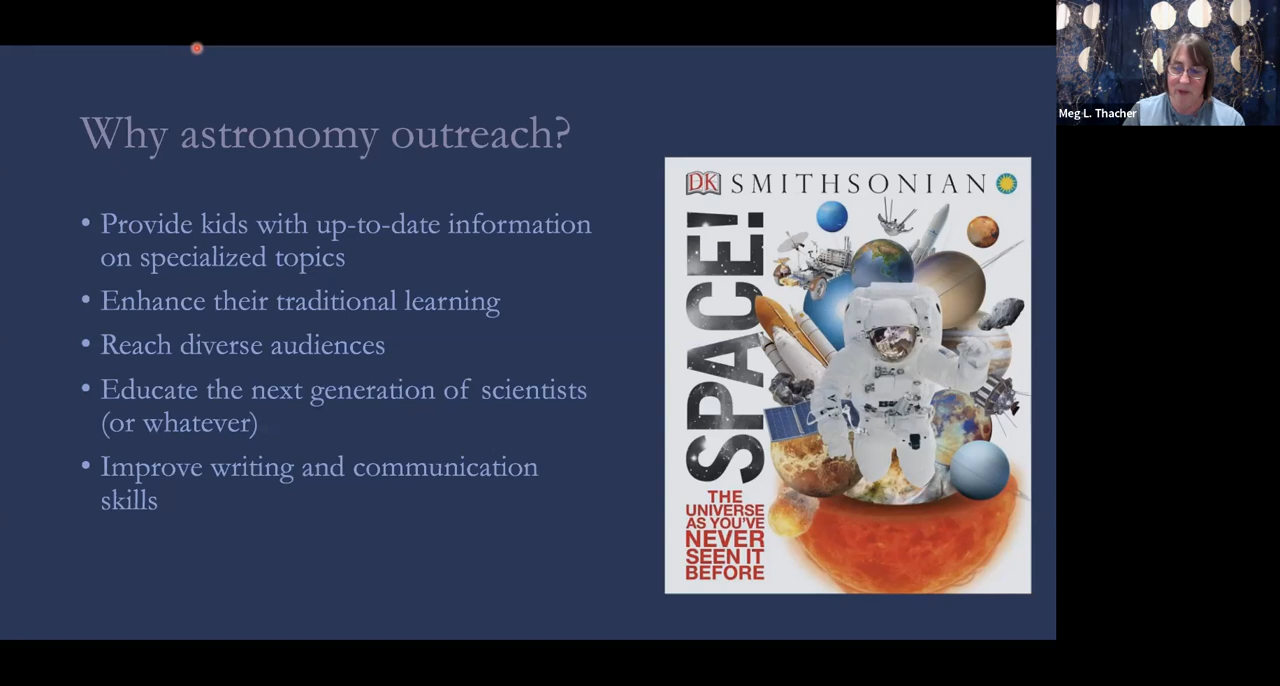 Why astronomy outreach?
• Provide kids with up-to-date information
on specialized topics
• Enhance their traditional learning
• Reach diverse audiences
• Educate the next generation of scientists
(or whatever)
• Improve writing and communication
skills
DK SMITHSONIAN
SPACE!
THE
UNIVERSE
AS YOU'VE
NEVER
SEEN IT
BEFORE
Meg L. Thacher